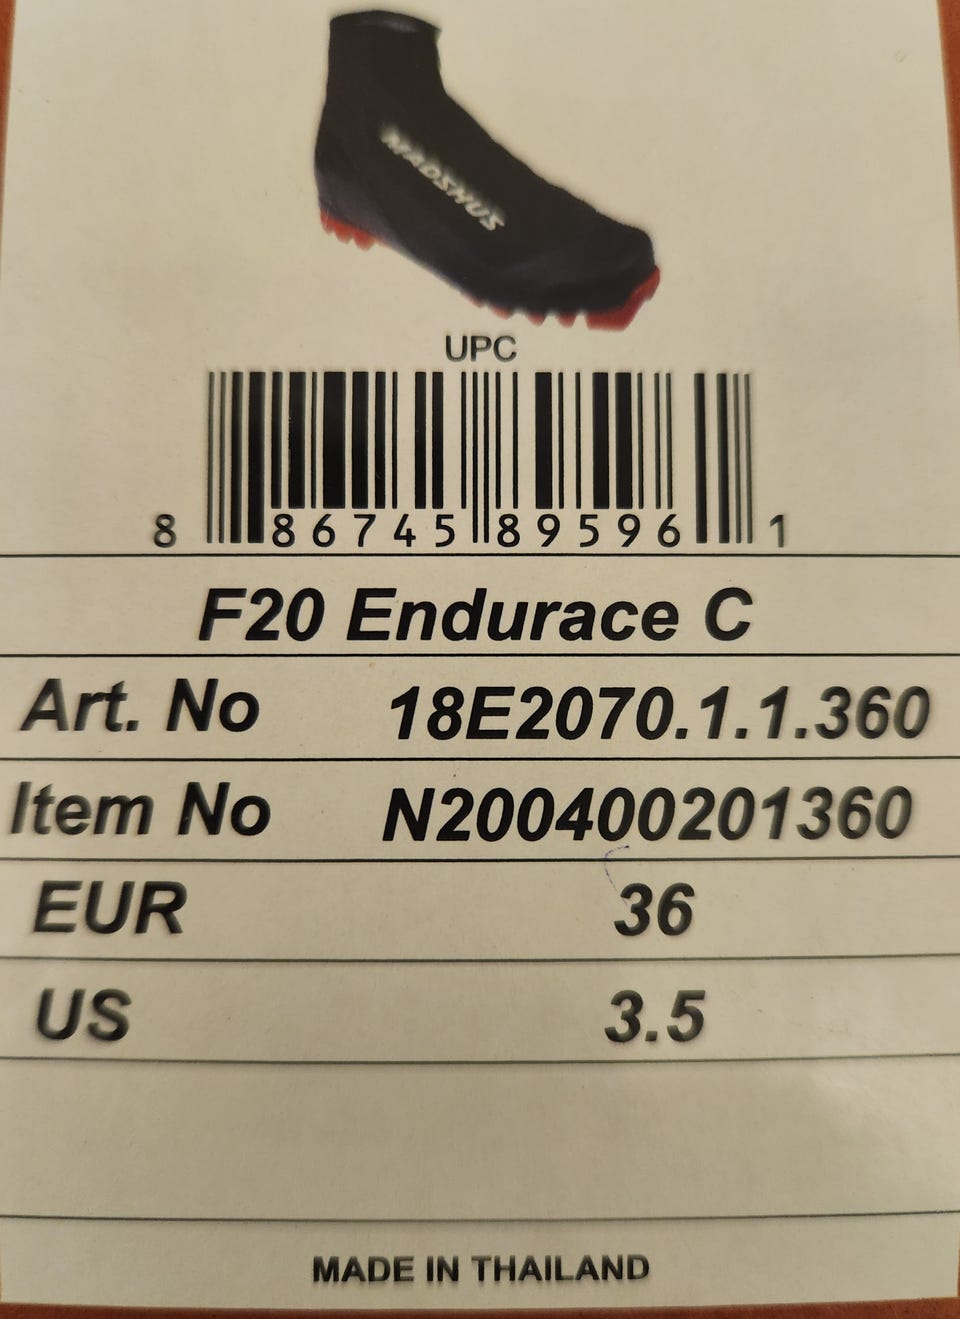 MADSHUS
UPC
8 86745 89596 1
F20 Endurace C
Art. No 18E2070.1.1.360
Item No N200400201360
EUR 36
US 3.5
MADE IN THAILAND